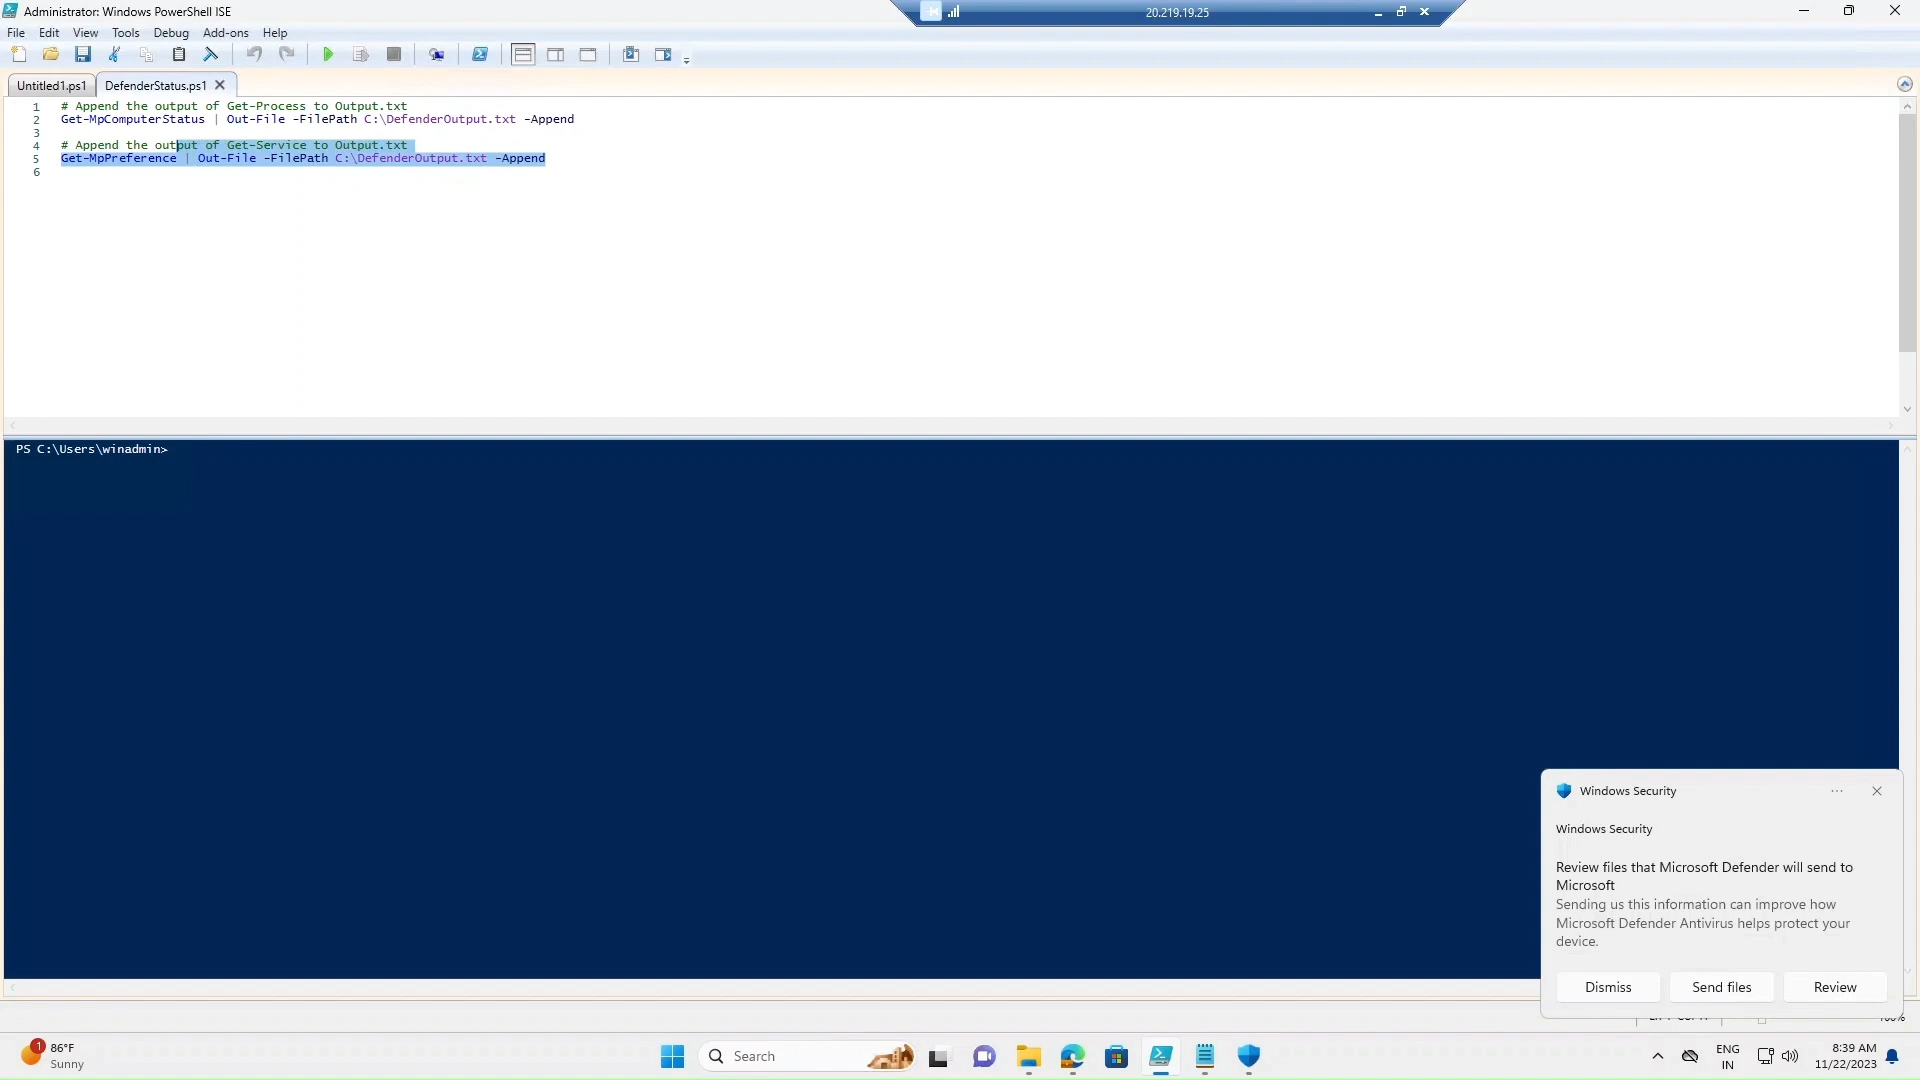 Administrator: Windows PowerShell ISE
20.219.19.25
File Edit View Tools Debug Add-ons Help
Untitled1.ps1 DefenderStatus.ps1
1 # Append the output of Get-Process to Output.txt
2 Get-MpComputerStatus | Out-File -FilePath C:\DefenderOutput.txt -Append
3
4 # Append the output of Get-Service to Output.txt
5 Get-MpPreference | Out-File -FilePath C:\DefenderOutput.txt -Append
6
PS C:\Users\winadmin>
Windows Security
Windows Security
Review files that Microsoft Defender will send to
Microsoft
Sending us this information can improve how
Microsoft Defender Antivirus helps protect your
device.
Dismiss Send files Review
1
86°F
Sunny
Search
ENG
IN
8:39 AM
11/22/2023